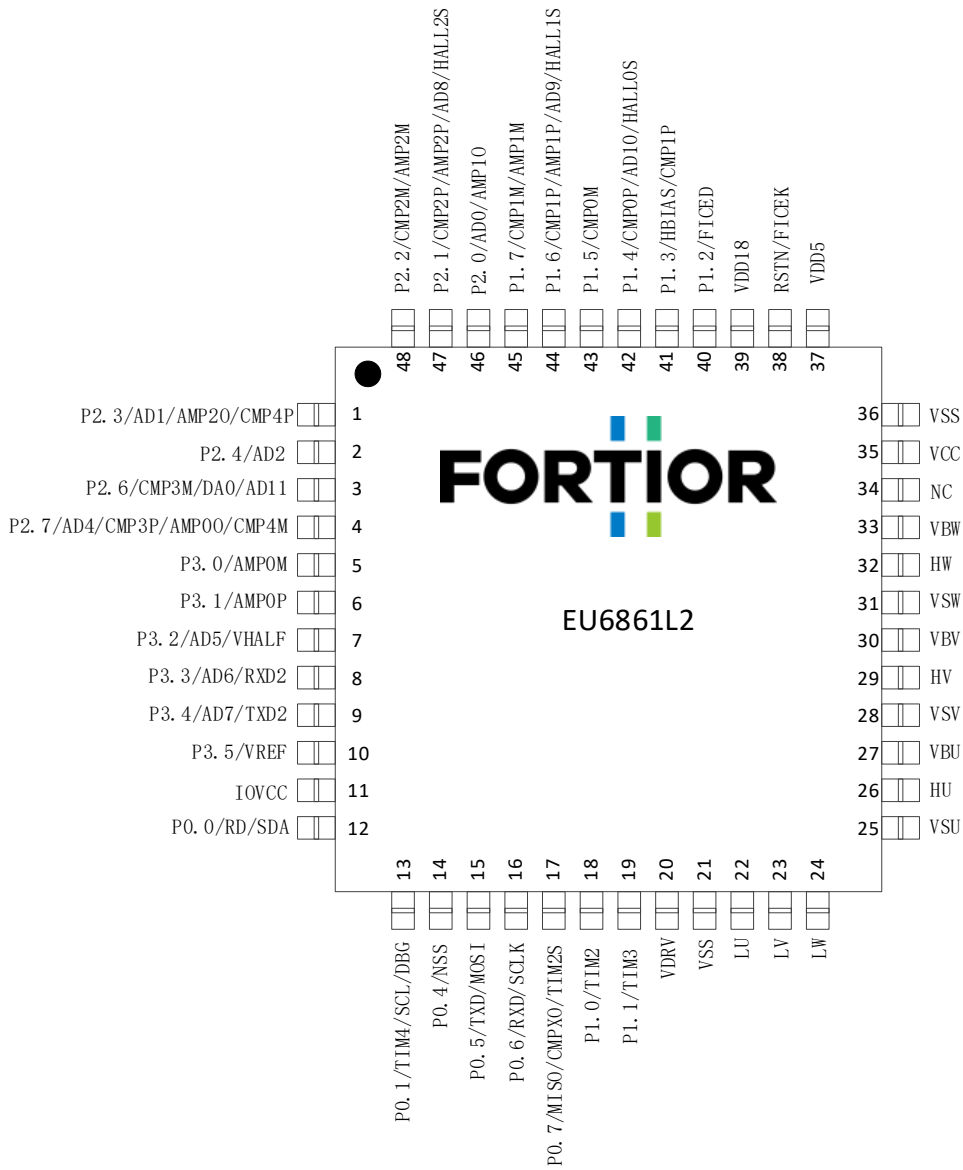 P2.2/CMP2M/AMP2M
P2.1/CMP2P/AMP2P/AD8/HALL2S
P2.0/AD0/AMP1O
P1.7/CMP1M/AMP1M
P1.6/CMP1P/AMP1P/AD9/HALL1S
P1.5/CMP0M
P1.4/CMP0P/AD10/HALL0S
P1.3/HBIAS/CMP1P
P1.2/FICED
VDD18
RSTN/FICEK
VDD5
48
47
46
45
44
43
42
41
40
39
38
37
P2.3/AD1/AMP2O/CMP4P 1
P2.4/AD2 2
P2.6/CMP3M/DA0/AD11 3
P2.7/AD4/CMP3P/AMP0O/CMP4M 4
P3.0/AMP0M 5
P3.1/AMP0P 6
P3.2/AD5/VHALF 7
P3.3/AD6/RXD2 8
P3.4/AD7/TXD2 9
P3.5/VREF 10
IOVCC 11
P0.0/RD/SDA 12
FORTIOR
EU6861L2
36 VSS
35 VCC
34 NC
33 VBW
32 HW
31 VSW
30 VBV
29 HV
28 VSV
27 VBU
26 HU
25 VSU
13
14
15
16
17
18
19
20
21
22
23
24
P0.1/TIM4/SCL/DBG
P0.4/NSS
P0.5/TXD/MOSI
P0.6/RXD/SCLK
P0.7/MISO/CMPXO/TIM2S
P1.0/TIM2
P1.1/TIM3
VDRV
VSS
LU
LV
LW